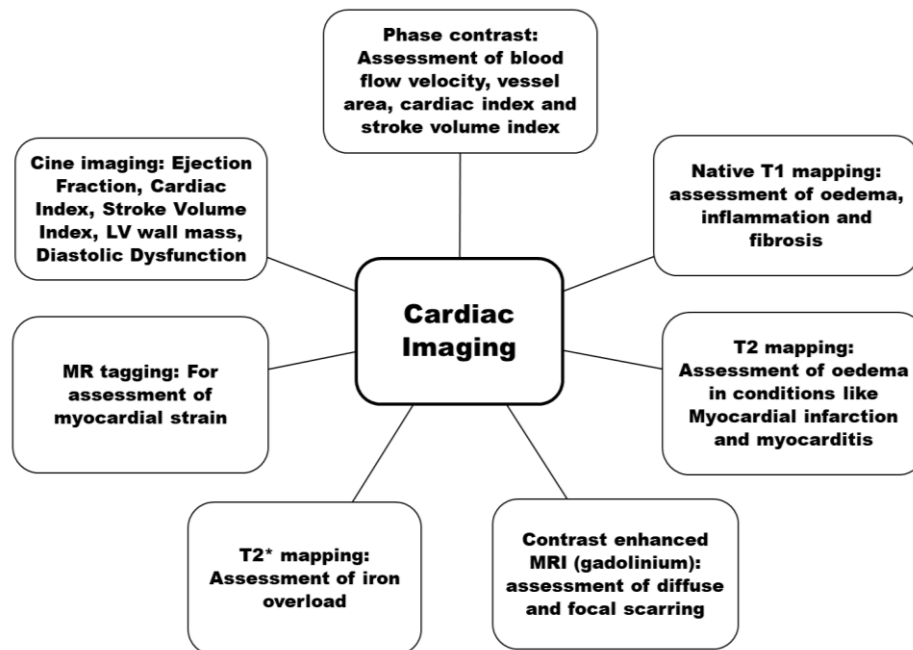 Phase contrast:
Assessment of blood
flow velocity, vessel
area, cardiac index and
stroke volume index
Cine imaging: Ejection
Fraction, Cardiac
Index, Stroke Volume
Index, LV wall mass,
Diastolic Dysfunction
Native T1 mapping:
assessment of oedema,
inflammation and
fibrosis
Cardiac
Imaging
MR tagging: For
assessment of
myocardial strain
T2 mapping:
Assessment of oedema
in conditions like
Myocardial infarction
and myocarditis
T2* mapping:
Assessment of iron
overload
Contrast enhanced
MRI (gadolinium):
assessment of diffuse
and focal scarring